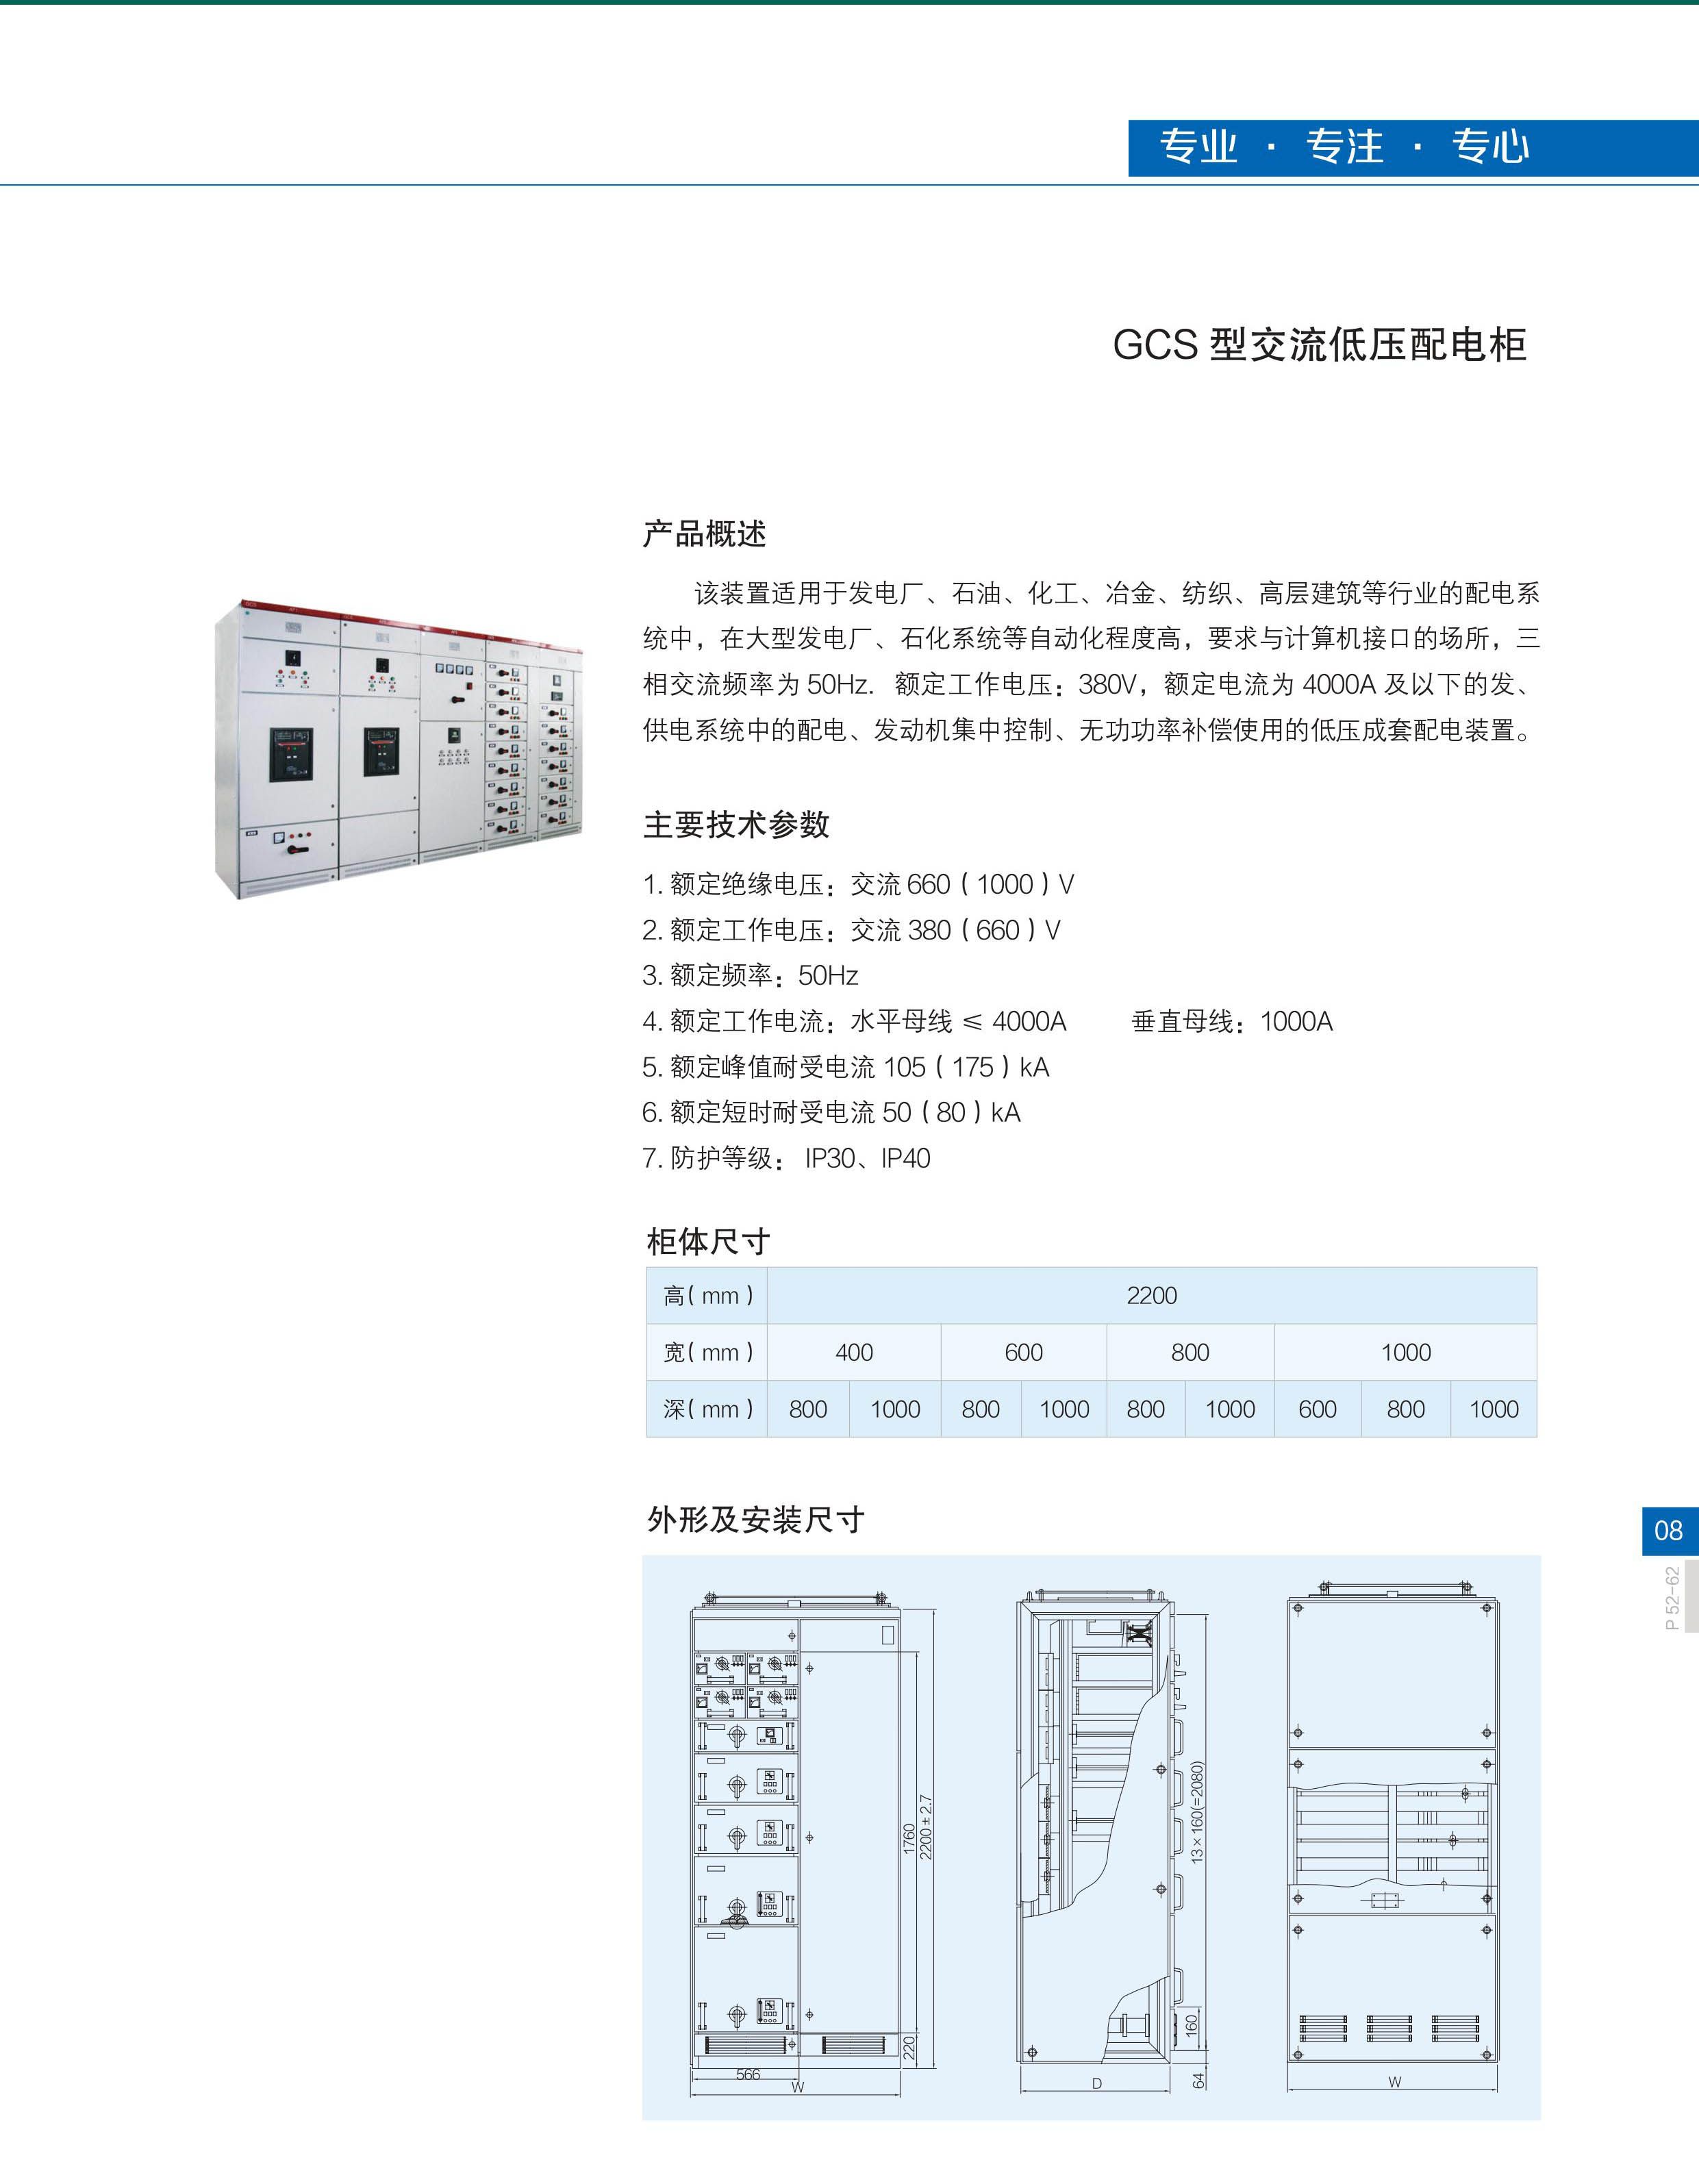 专业 · 专注 · 专心
GCS 型交流低压配电柜
产品概述
该装置适用于发电厂、石油、化工、冶金、纺织、高层建筑等行业的配电系
统中，在大型发电厂、石化系统等自动化程度高，要求与计算机接口的场所，三
相交流频率为 50Hz. 额定工作电压：380V，额定电流为 4000A 及以下的发、
供电系统中的配电、发动机集中控制、无功功率补偿使用的低压成套配电装置。
主要技术参数
1. 额定绝缘电压：交流 660（1000）V
2. 额定工作电压：交流 380（660）V
3. 额定频率：50Hz
4. 额定工作电流：水平母线 ≤ 4000A 垂直母线：1000A
5. 额定峰值耐受电流 105（175）kA
6. 额定短时耐受电流 50（80）kA
7. 防护等级： IP30、IP40
柜体尺寸
高（mm） 2200
宽（mm） 400 600 800 1000
深（mm） 800 1000 800 1000 800 1000 600 800 1000
外形及安装尺寸
08
P 52-62
1760
2200±2.7
220
566
W
13×160(=2080)
160
64
D
W